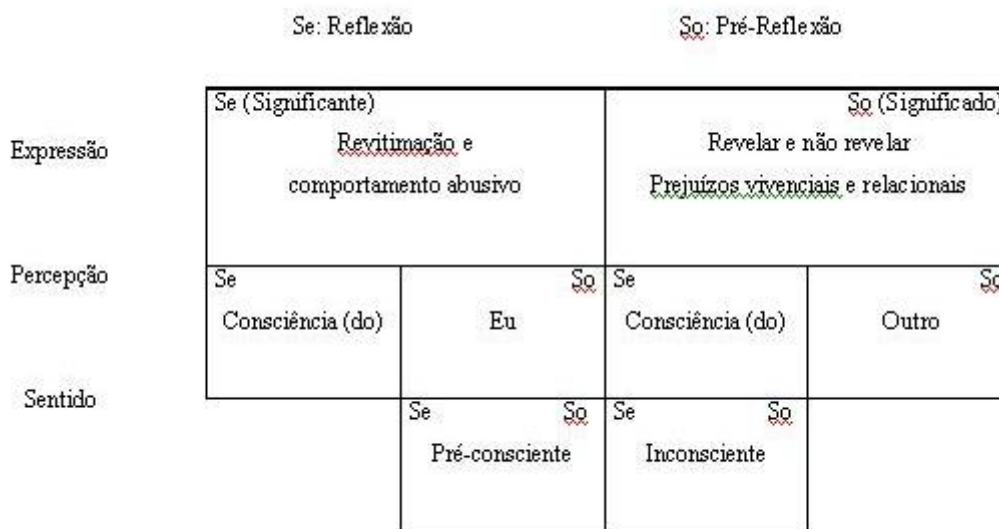 Se: Reflexão So: Pré-Reflexão
Se (Significante) So (Significado)
Expressão Revitimação e Revelar e não revelar
comportamento abusivo Prejuízos vivenciais e relacionais
Percepção Se So Se So
Consciência (do) Eu Consciência (do) Outro
Sentido Se So Se So
Pré-consciente Inconsciente